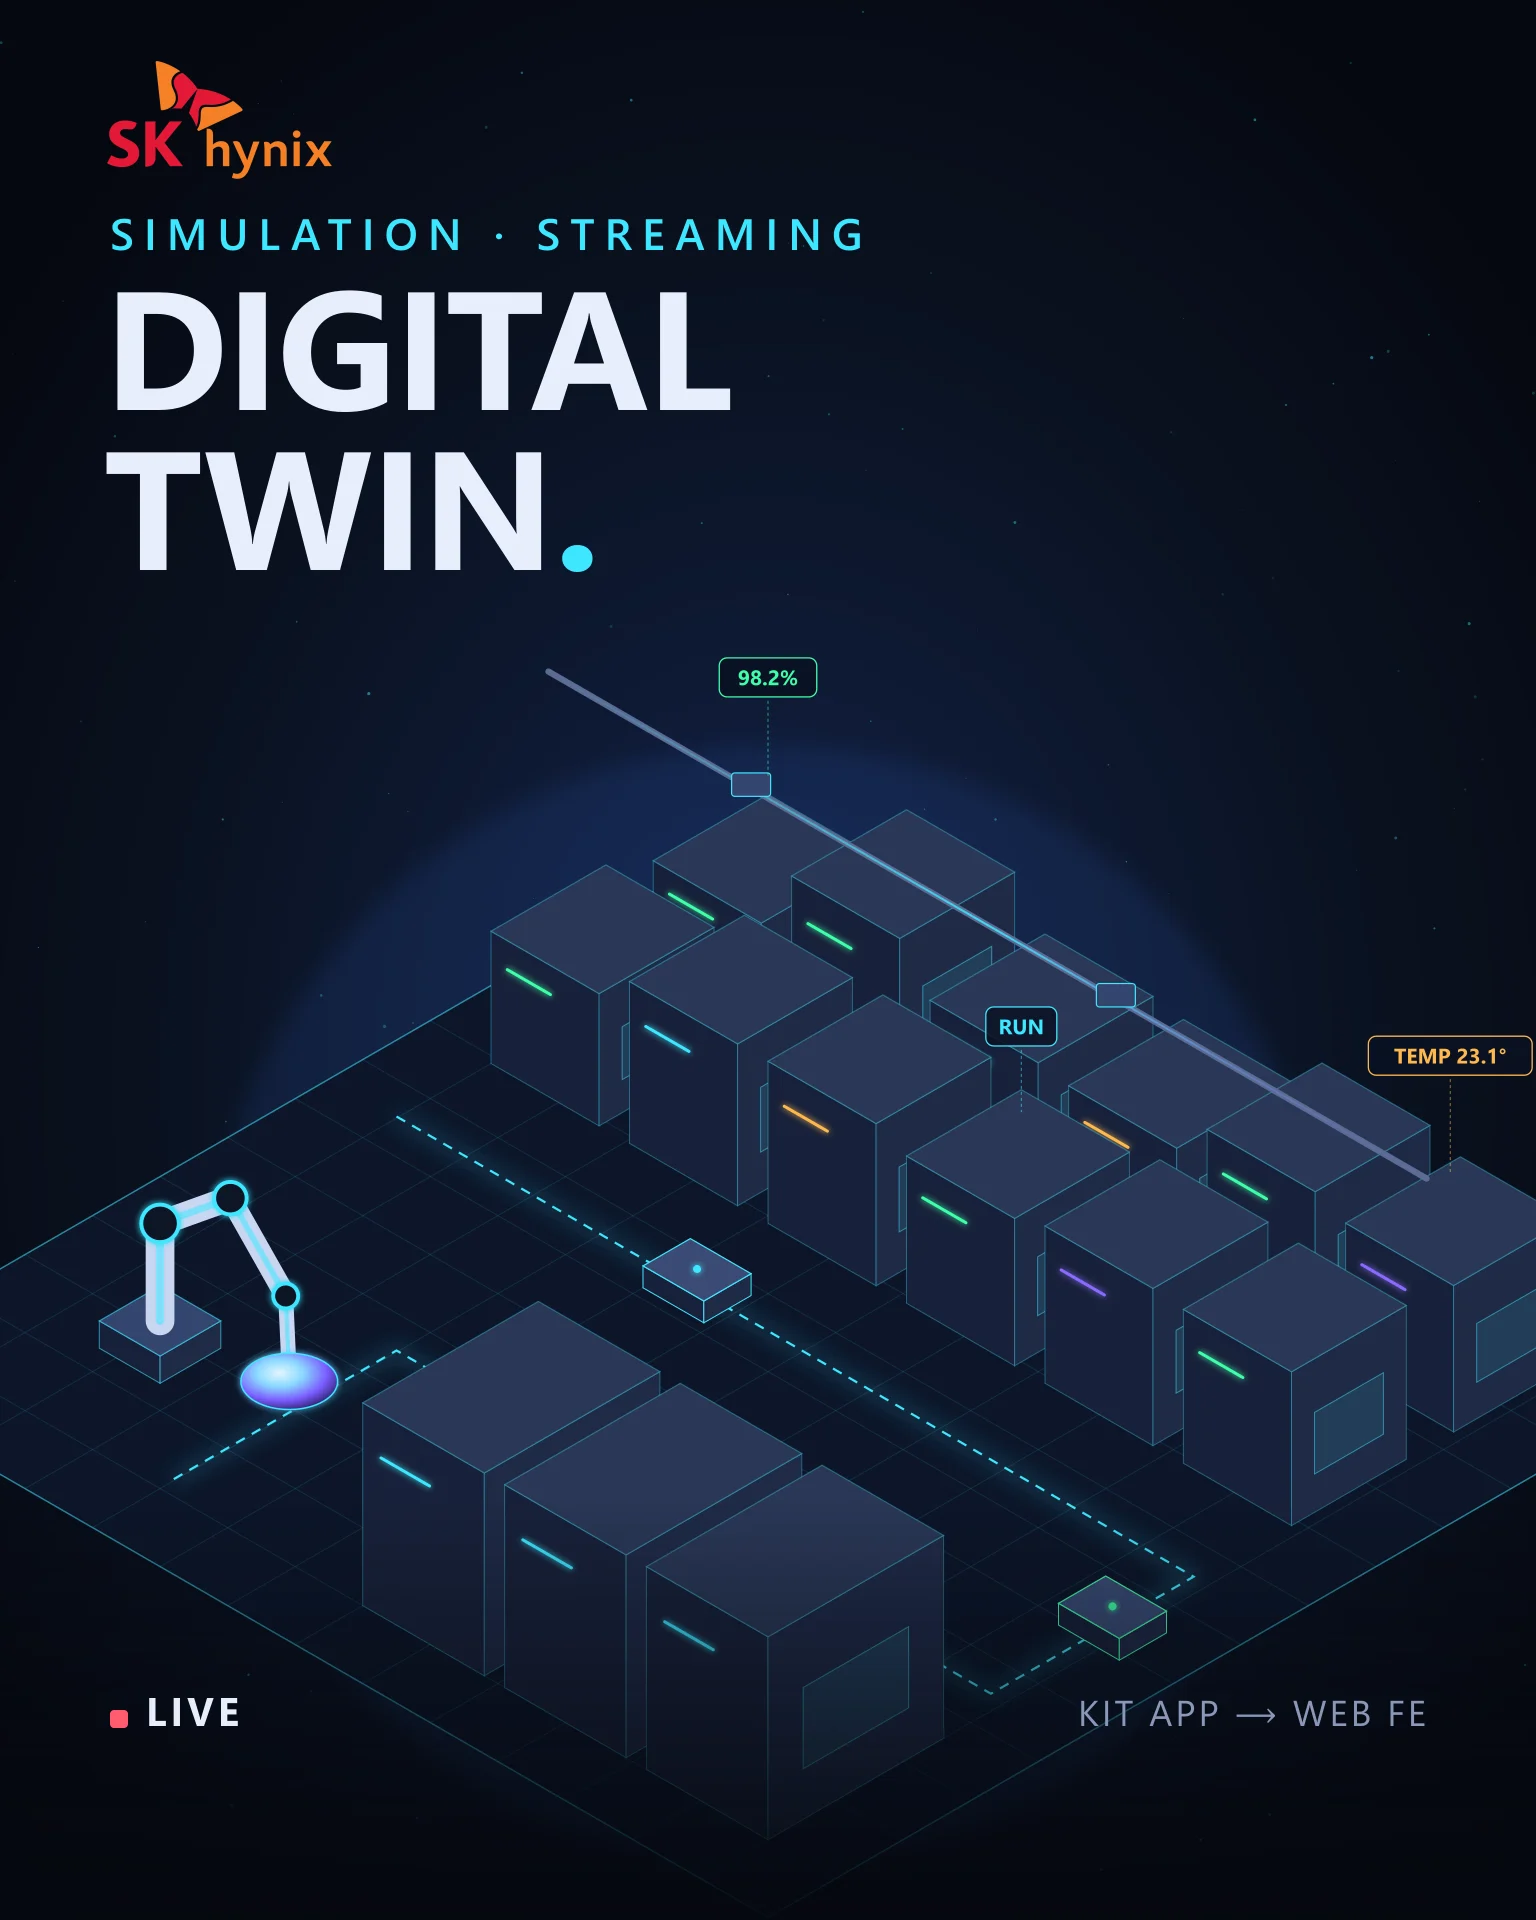 SK hynix
SIMULATION · STREAMING
DIGITAL
TWIN.
98.2%
RUN
TEMP 23.1°
LIVE
KIT APP ⟶ WEB FE